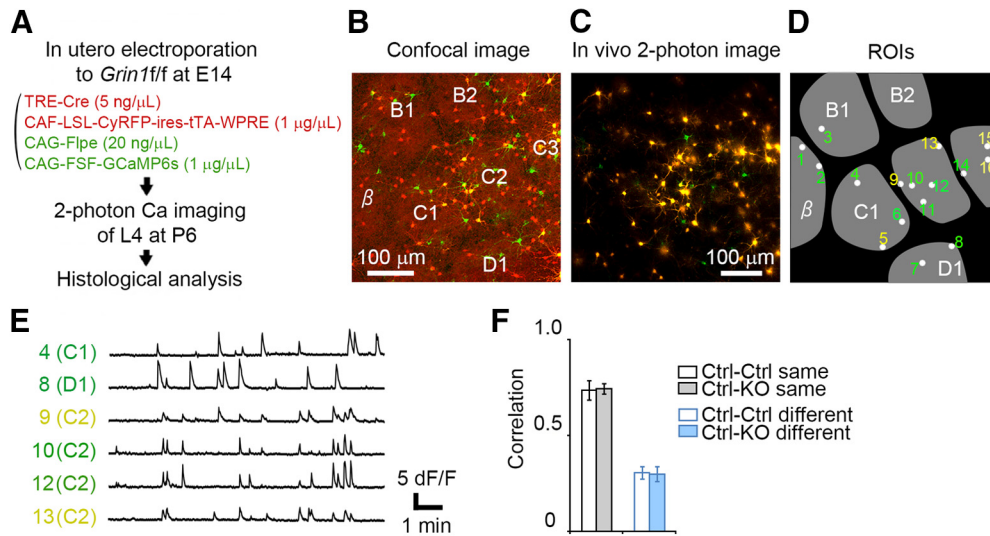 A
In utero electroporation
to Grin1f/f at E14
TRE-Cre (5 ng/μL)
CAF-LSL-CyRFP-ires-tTA-WPRE (1 μg/μL)
CAG-Flpe (20 ng/μL)
CAG-FSF-GCaMP6s (1 μg/μL)
2-photon Ca imaging
of L4 at P6
Histological analysis
B
Confocal image
B1
B2
C3
C2
β
C1
D1
100 μm
C
In vivo 2-photon image
100 μm
D
ROIs
B1
B2
3
13
15
1
2
4
9
10
12
14
11
β
C1
6
5
8
7
D1
E
4 (C1)
8 (D1)
9 (C2)
10 (C2)
12 (C2)
13 (C2)
5 dF/F
1 min
F
Correlation
1.0
0.5
0
Ctrl-Ctrl same
Ctrl-KO same
Ctrl-Ctrl different
Ctrl-KO different